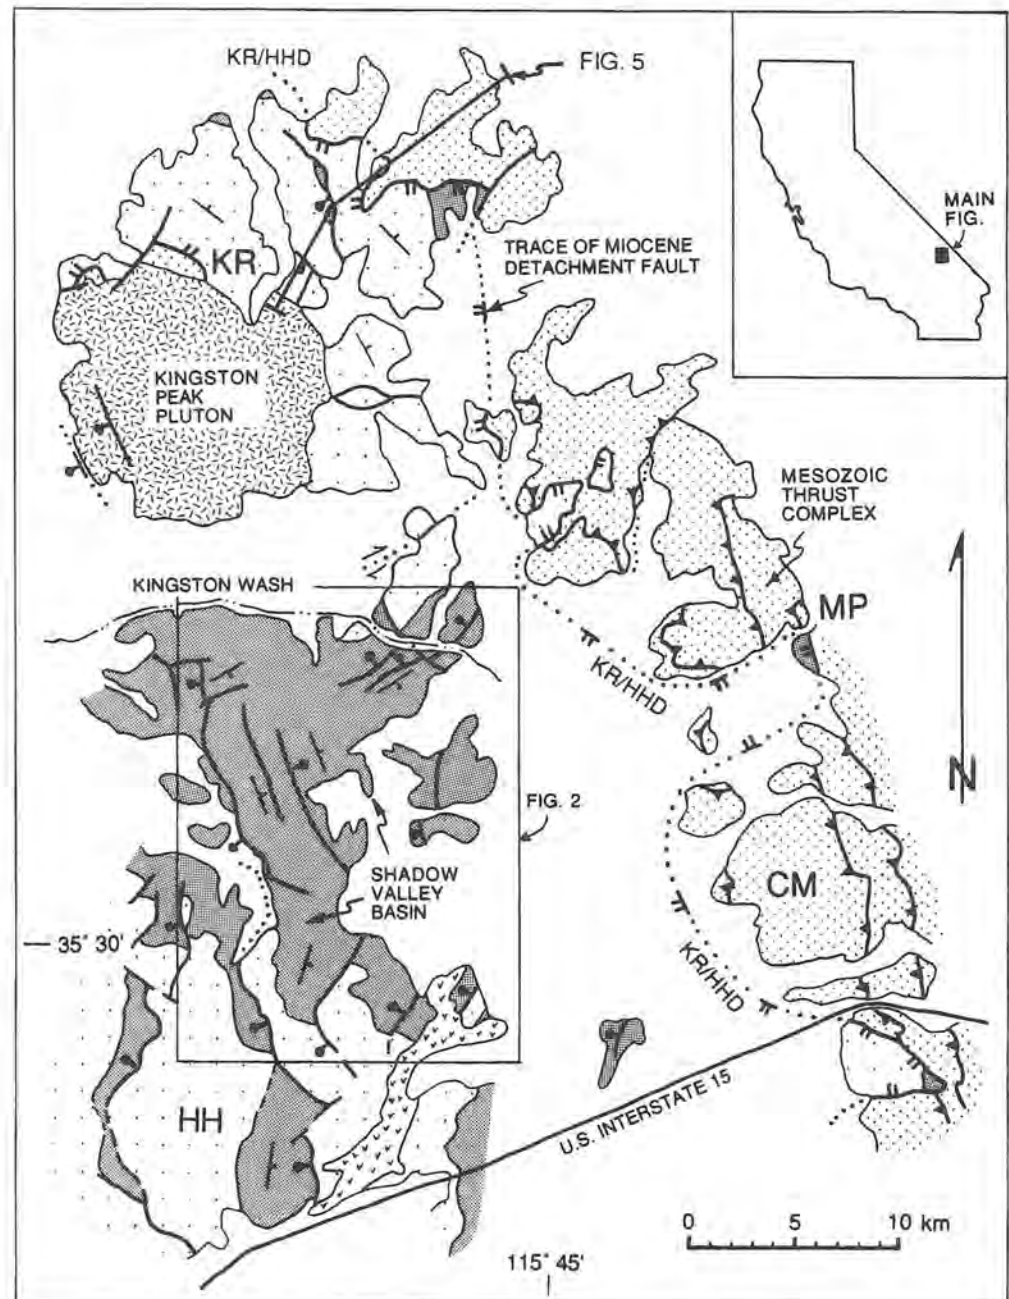 KR/HHD
FIG. 5
MAIN
FIG.
TRACE OF MIOCENE
DETACHMENT FAULT
KR
KINGSTON
PEAK
PLUTON
MESOZOIC
THRUST
COMPLEX
KINGSTON WASH
MP
KR/HHD
N
FIG. 2
SHADOW
VALLEY
BASIN
CM
35° 30'
KR/HHD
HH
U.S. INTERSTATE 15
0 5 10 km
115° 45'